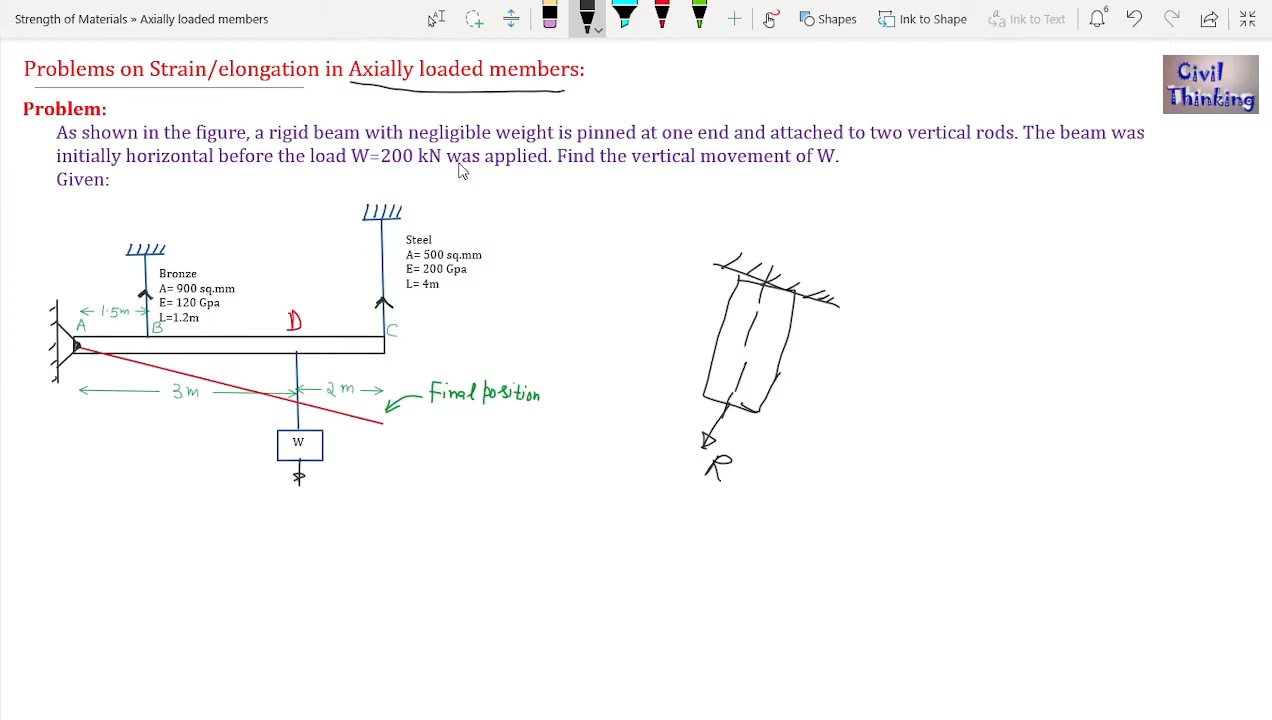 Strength of Materials » Axially loaded members
Shapes
Ink to Shape
a Ink to Text
6
Problems on Strain/elongation in Axially loaded members:
Civil
Thinking
Problem:
As shown in the figure, a rigid beam with negligible weight is pinned at one end and attached to two vertical rods. The beam was
initially horizontal before the load W=200 kN was applied. Find the vertical movement of W.
Given:
Steel
A= 500 sq.mm
E= 200 Gpa
L= 4m
Bronze
A= 900 sq.mm
E= 120 Gpa
L=1.2m
1.5m
A
B
D
C
3m
2m
Final position
W
R